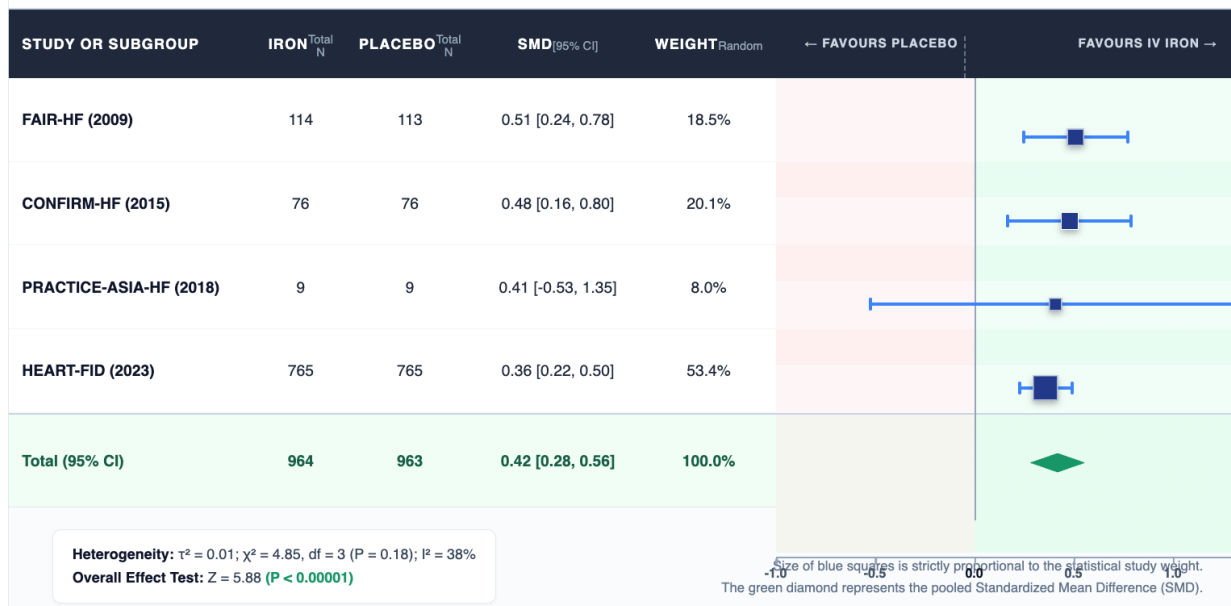 STUDY OR SUBGROUP IRON Total N PLACEBO Total N SMD [95% CI] WEIGHT Random ← FAVOURS PLACEBO FAVOURS IV IRON →
FAIR-HF (2009) 114 113 0.51 [0.24, 0.78] 18.5%
CONFIRM-HF (2015) 76 76 0.48 [0.16, 0.80] 20.1%
PRACTICE-ASIA-HF (2018) 9 9 0.41 [-0.53, 1.35] 8.0%
HEART-FID (2023) 765 765 0.36 [0.22, 0.50] 53.4%
Total (95% CI) 964 963 0.42 [0.28, 0.56] 100.0%
Heterogeneity: τ² = 0.01; χ² = 4.85, df = 3 (P = 0.18); I² = 38%
Overall Effect Test: Z = 5.88 (P < 0.00001)
-1.0 -0.5 0.0 0.5 1.0
Size of blue squares is strictly proportional to the statistical study weight.
The green diamond represents the pooled Standardized Mean Difference (SMD).